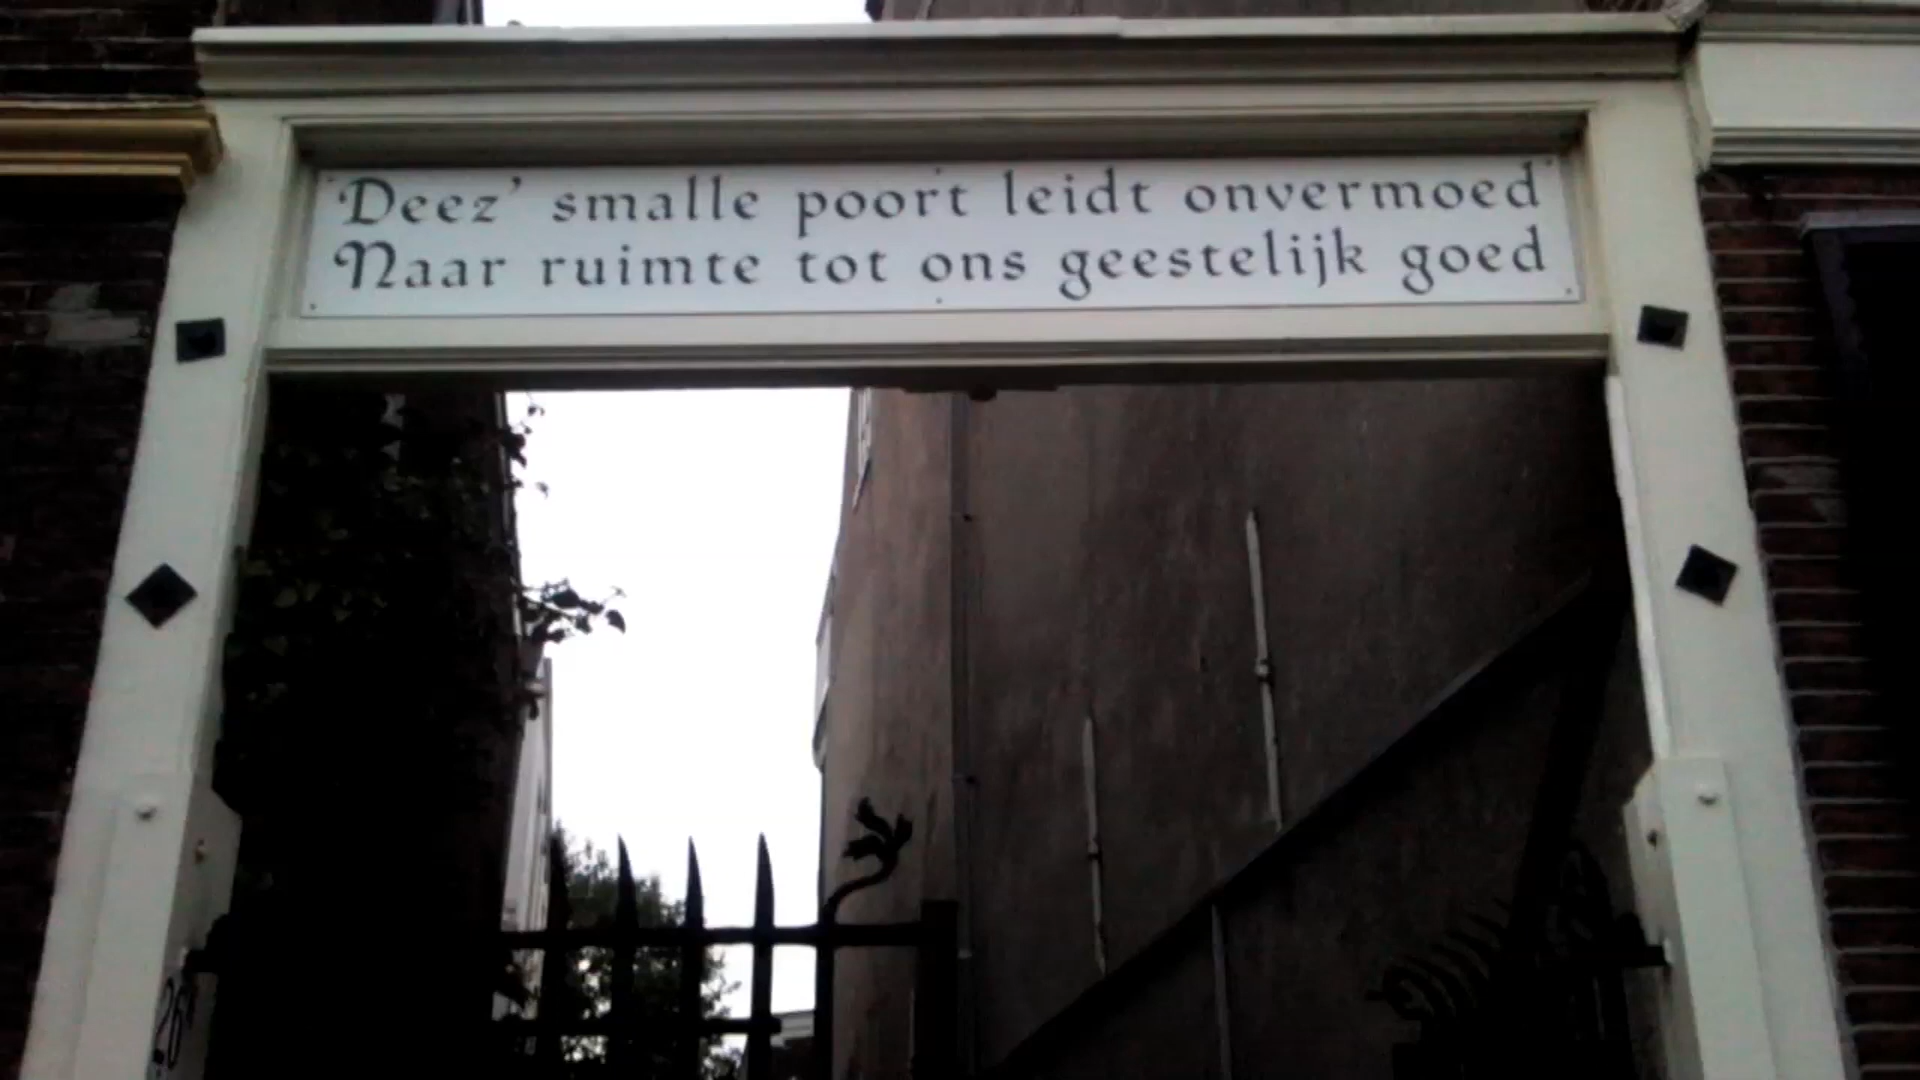 Deez' smalle poort leidt onvermoed
Naar ruimte tot ons geestelijk goed
26